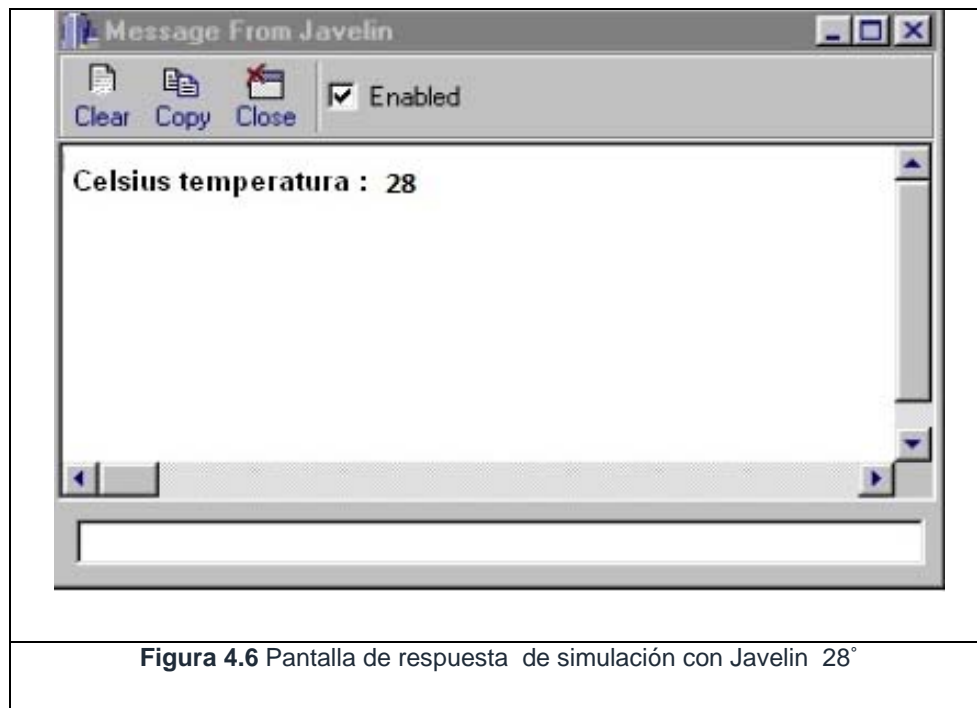 Message From Javelin
Clear Copy Close Enabled
Celsius temperatura : 28
Figura 4.6 Pantalla de respuesta de simulación con Javelin 28°